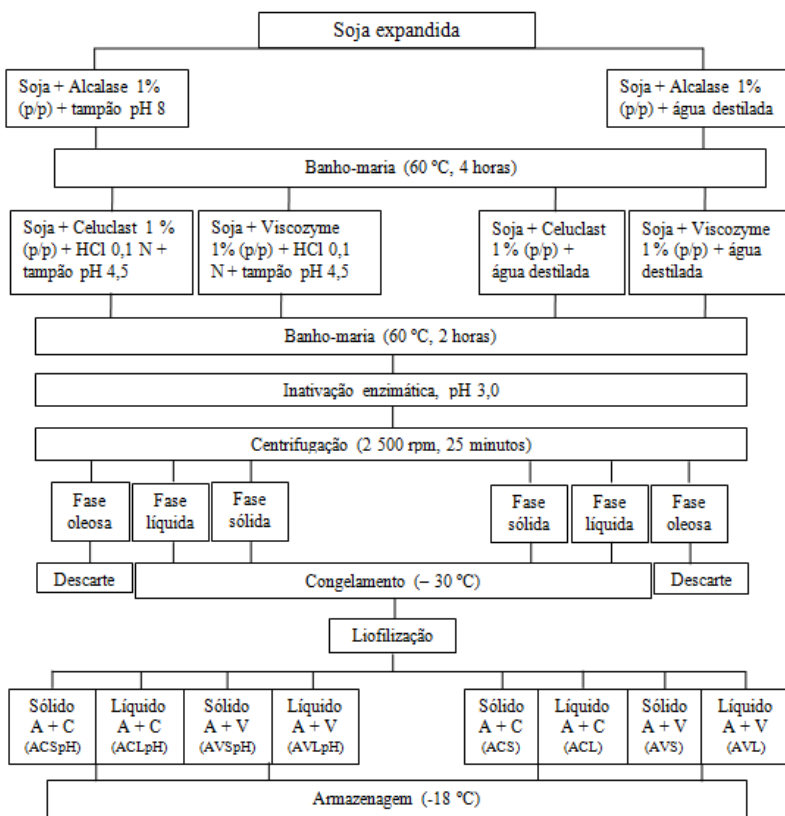 Soja expandida
Soja + Alcalase 1%
(p/p) + tampão pH 8
Soja + Alcalase 1%
(p/p) + água destilada
Banho-maria (60 °C, 4 horas)
Soja + Celuclast 1 %
(p/p) + HCl 0,1 N +
tampão pH 4,5
Soja + Viscozyme
1% (p/p) + HCl 0,1
N + tampão pH 4,5
Soja + Celuclast
1 % (p/p) +
água destilada
Soja + Viscozyme
1 % (p/p) + água
destilada
Banho-maria (60 °C, 2 horas)
Inativação enzimática, pH 3,0
Centrifugação (2 500 rpm, 25 minutos)
Fase
oleosa
Fase
líquida
Fase
sólida
Fase
sólida
Fase
líquida
Fase
oleosa
Descarte
Congelamento (– 30 °C)
Descarte
Liofilização
Sólido
A + C
(ACSpH)
Líquido
A + C
(ACLpH)
Sólido
A + V
(AVSpH)
Líquido
A + V
(AVLpH)
Sólido
A + C
(ACS)
Líquido
A + C
(ACL)
Sólido
A + V
(AVS)
Líquido
A + V
(AVL)
Armazenagem (-18 °C)